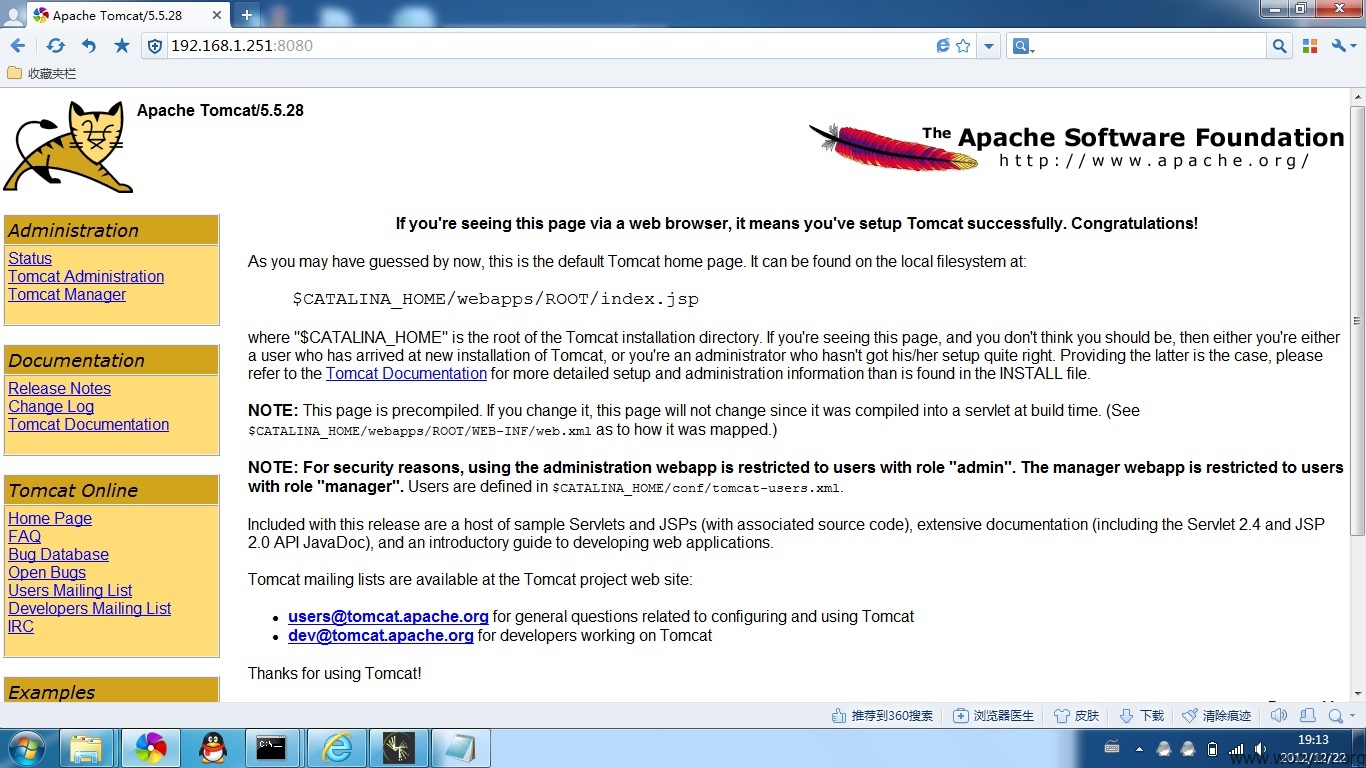 Apache Tomcat/5.5.28
192.168.1.251:8080
收藏夹栏
Apache Tomcat/5.5.28
The Apache Software Foundation
http://www.apache.org/
Administration
Status
Tomcat Administration
Tomcat Manager
Documentation
Release Notes
Change Log
Tomcat Documentation
Tomcat Online
Home Page
FAQ
Bug Database
Open Bugs
Users Mailing List
Developers Mailing List
IRC
Examples
If you're seeing this page via a web browser, it means you've setup Tomcat successfully. Congratulations!
As you may have guessed by now, this is the default Tomcat home page. It can be found on the local filesystem at:
$CATALINA_HOME/webapps/ROOT/index.jsp
where "$CATALINA_HOME" is the root of the Tomcat installation directory. If you're seeing this page, and you don't think you should be, then either you're either
a user who has arrived at new installation of Tomcat, or you're an administrator who hasn't got his/her setup quite right. Providing the latter is the case, please
refer to the Tomcat Documentation for more detailed setup and administration information than is found in the INSTALL file.
NOTE: This page is precompiled. If you change it, this page will not change since it was compiled into a servlet at build time. (See
$CATALINA_HOME/webapps/ROOT/WEB-INF/web.xml as to how it was mapped.)
NOTE: For security reasons, using the administration webapp is restricted to users with role "admin". The manager webapp is restricted to users
with role "manager". Users are defined in $CATALINA_HOME/conf/tomcat-users.xml.
Included with this release are a host of sample Servlets and JSPs (with associated source code), extensive documentation (including the Servlet 2.4 and JSP
2.0 API JavaDoc), and an introductory guide to developing web applications.
Tomcat mailing lists are available at the Tomcat project web site:
• users@tomcat.apache.org for general questions related to configuring and using Tomcat
• dev@tomcat.apache.org for developers working on Tomcat
Thanks for using Tomcat!
推荐到360搜索 浏览器医生 皮肤 下载 清除痕迹
19:13
2012/12/22